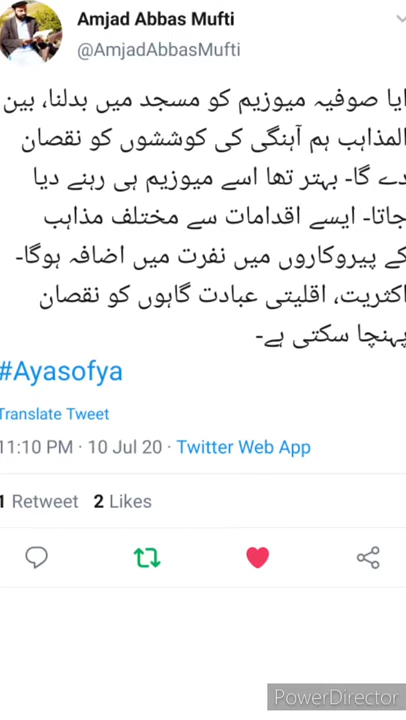 Amjad Abbas Mufti
@AmjadAbbasMufti
ایا صوفیہ میوزیم کو مسجد میں بدلنا، بین
المذاہب ہم آہنگی کی کوششوں کو نقصان
دے گا۔ بہتر تھا اسے میوزیم ہی رہنے دیا
جاتا۔ ایسے اقدامات سے مختلف مذاہب
کے پیروکاروں میں نفرت میں اضافہ ہوگا۔
اکثریت، اقلیتی عبادت گاہوں کو نقصان
پہنچا سکتی ہے۔
#Ayasofya
Translate Tweet
11:10 PM · 10 Jul 20 · Twitter Web App
1 Retweet 2 Likes
PowerDirector